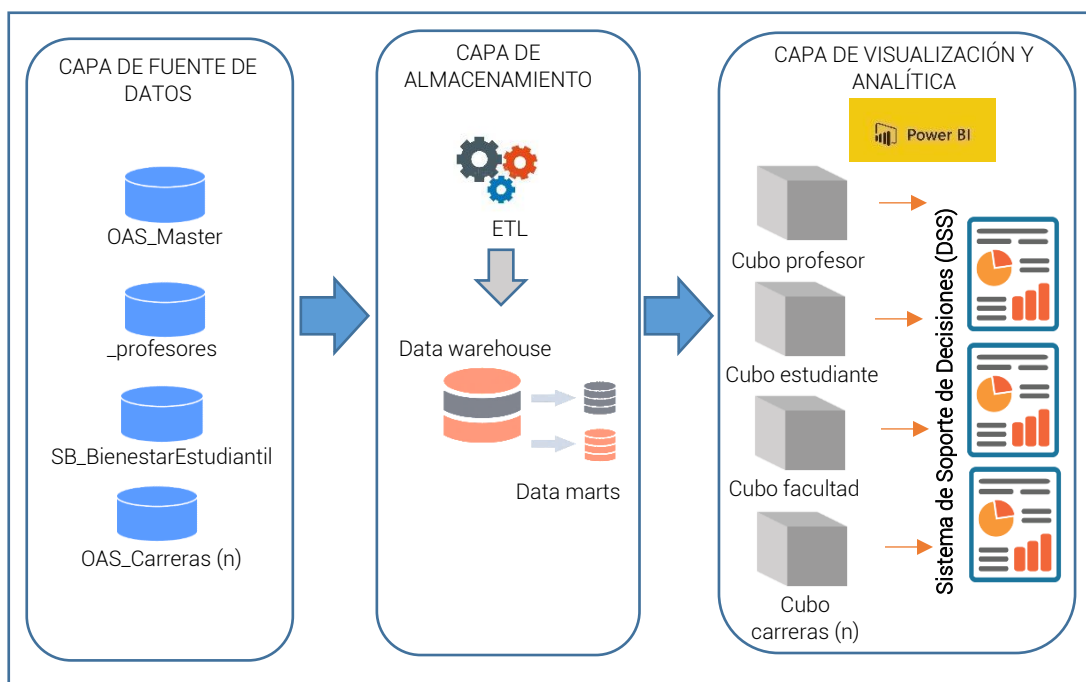 CAPA DE FUENTE DE
DATOS
OAS_Master
_profesores
SB_BienestarEstudiantil
OAS_Carreras (n)
CAPA DE
ALMACENAMIENTO
ETL
Data warehouse
Data marts
CAPA DE VISUALIZACIÓN Y
ANALÍTICA
Power BI
Cubo profesor
Cubo estudiante
Cubo facultad
Cubo
carreras (n)
Sistema de Soporte de Decisiones (DSS)